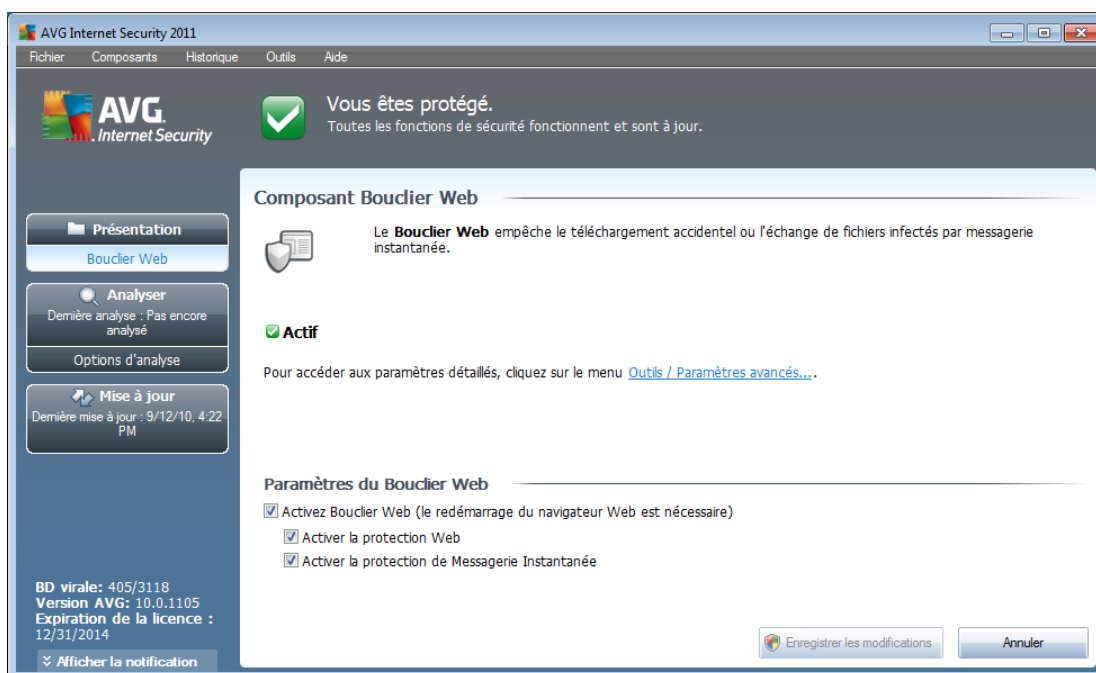 AVG Internet Security 2011
Fichier Composants Historique Outils Aide
AVG.
Internet Security
Vous êtes protégé.
Toutes les fonctions de sécurité fonctionnent et sont à jour.
Présentation
Bouclier Web
Analyser
Dernière analyse : Pas encore
analysé
Options d'analyse
Mise à jour
Dernière mise à jour : 9/12/10, 4:22
PM
BD virale: 405/3118
Version AVG: 10.0.1105
Expiration de la licence :
12/31/2014
Afficher la notification
Composant Bouclier Web
Le Bouclier Web empêche le téléchargement accidentel ou l'échange de fichiers infectés par messagerie
instantanée.
Actif
Pour accéder aux paramètres détaillés, cliquez sur le menu Outils / Paramètres avancés....
Paramètres du Bouclier Web
Activez Bouclier Web (le redémarrage du navigateur Web est nécessaire)
Activer la protection Web
Activer la protection de Messagerie Instantanée
Enregistrer les modifications
Annuler